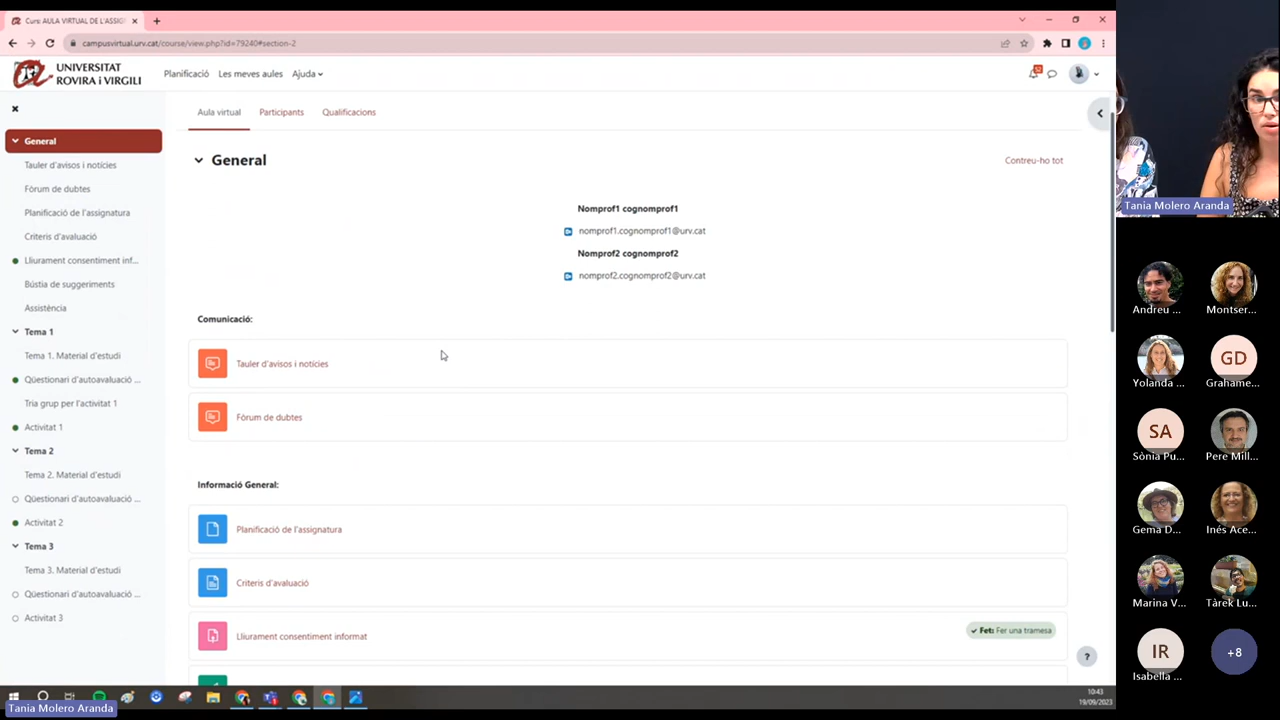 Curs: AULA VIRTUAL DE L'ASSIG
campusvirtual.urv.cat/course/view.php?id=79240#section-2
UNIVERSITAT
ROVIRA i VIRGILI
Planificació
Les meves aules
Ajuda
Aula virtual
Participants
Qualificacions
General
Tauler d'avisos i notícies
Fòrum de dubtes
Planificació de l'assignatura
Criteris d'avaluació
Lliurament consentiment inf...
Bústia de suggeriments
Assistència
Tema 1
Tema 1. Material d'estudi
Qüestionari d'autoavaluació ...
Tria grup per l'activitat 1
Activitat 1
Tema 2
Tema 2. Material d'estudi
Qüestionari d'autoavaluació ...
Activitat 2
Tema 3
Tema 3. Material d'estudi
Qüestionari d'autoavaluació ...
Activitat 3
General
Contreu-ho tot
Nomprof1 cognomprof1
nomprof1.cognomprof1@urv.cat
Nomprof2 cognomprof2
nomprof2.cognomprof2@urv.cat
Comunicació:
Tauler d'avisos i notícies
Fòrum de dubtes
Informació General:
Planificació de l'assignatura
Criteris d'avaluació
Lliurament consentiment informat
Fet: Fer una tramesa
?
10:43
19/09/2023
Tania Molero Aranda
Tania Molero Aranda
Andreu ...
Montser...
Yolanda ...
GD
Grahame...
SA
Sònia Pu...
Pere Mill...
Gema D...
Inés Ace...
Marina V...
Tàrek Lu...
IR
Isabella ...
+8